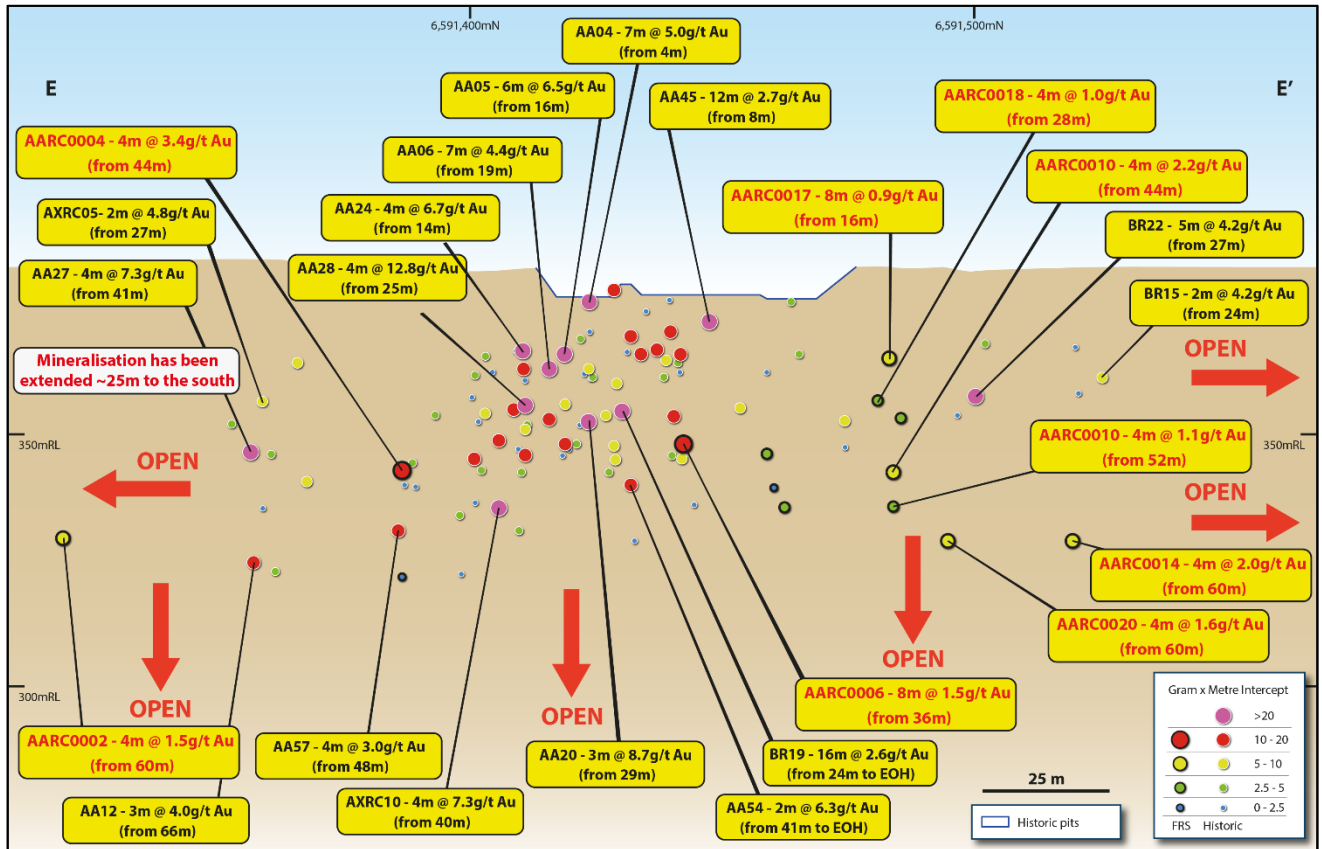 6,591,400mN
6,591,500mN
E
E'
AA04 - 7m @ 5.0g/t Au
(from 4m)
AA05 - 6m @ 6.5g/t Au
(from 16m)
AA45 - 12m @ 2.7g/t Au
(from 8m)
AARC0018 - 4m @ 1.0g/t Au
(from 28m)
AARC0004 - 4m @ 3.4g/t Au
(from 44m)
AA06 - 7m @ 4.4g/t Au
(from 19m)
AARC0010 - 4m @ 2.2g/t Au
(from 44m)
AARC0017 - 8m @ 0.9g/t Au
(from 16m)
AXRC05- 2m @ 4.8g/t Au
(from 27m)
AA24 - 4m @ 6.7g/t Au
(from 14m)
BR22 - 5m @ 4.2g/t Au
(from 27m)
AA27 - 4m @ 7.3g/t Au
(from 41m)
AA28 - 4m @ 12.8g/t Au
(from 25m)
BR15 - 2m @ 4.2g/t Au
(from 24m)
Mineralisation has been
extended ~25m to the south
OPEN
350mRL
350mRL
OPEN
AARC0010 - 4m @ 1.1g/t Au
(from 52m)
OPEN
AARC0014 - 4m @ 2.0g/t Au
(from 60m)
AARC0020 - 4m @ 1.6g/t Au
(from 60m)
OPEN
300mRL
OPEN
OPEN
AARC0006 - 8m @ 1.5g/t Au
(from 36m)
AARC0002 - 4m @ 1.5g/t Au
(from 60m)
AA57 - 4m @ 3.0g/t Au
(from 48m)
AA20 - 3m @ 8.7g/t Au
(from 29m)
BR19 - 16m @ 2.6g/t Au
(from 24m to EOH)
AA12 - 3m @ 4.0g/t Au
(from 66m)
AXRC10 - 4m @ 7.3g/t Au
(from 40m)
AA54 - 2m @ 6.3g/t Au
(from 41m to EOH)
25 m
Historic pits
Gram x Metre Intercept
>20
10 - 20
5 - 10
2.5 - 5
0 - 2.5
FRS Historic